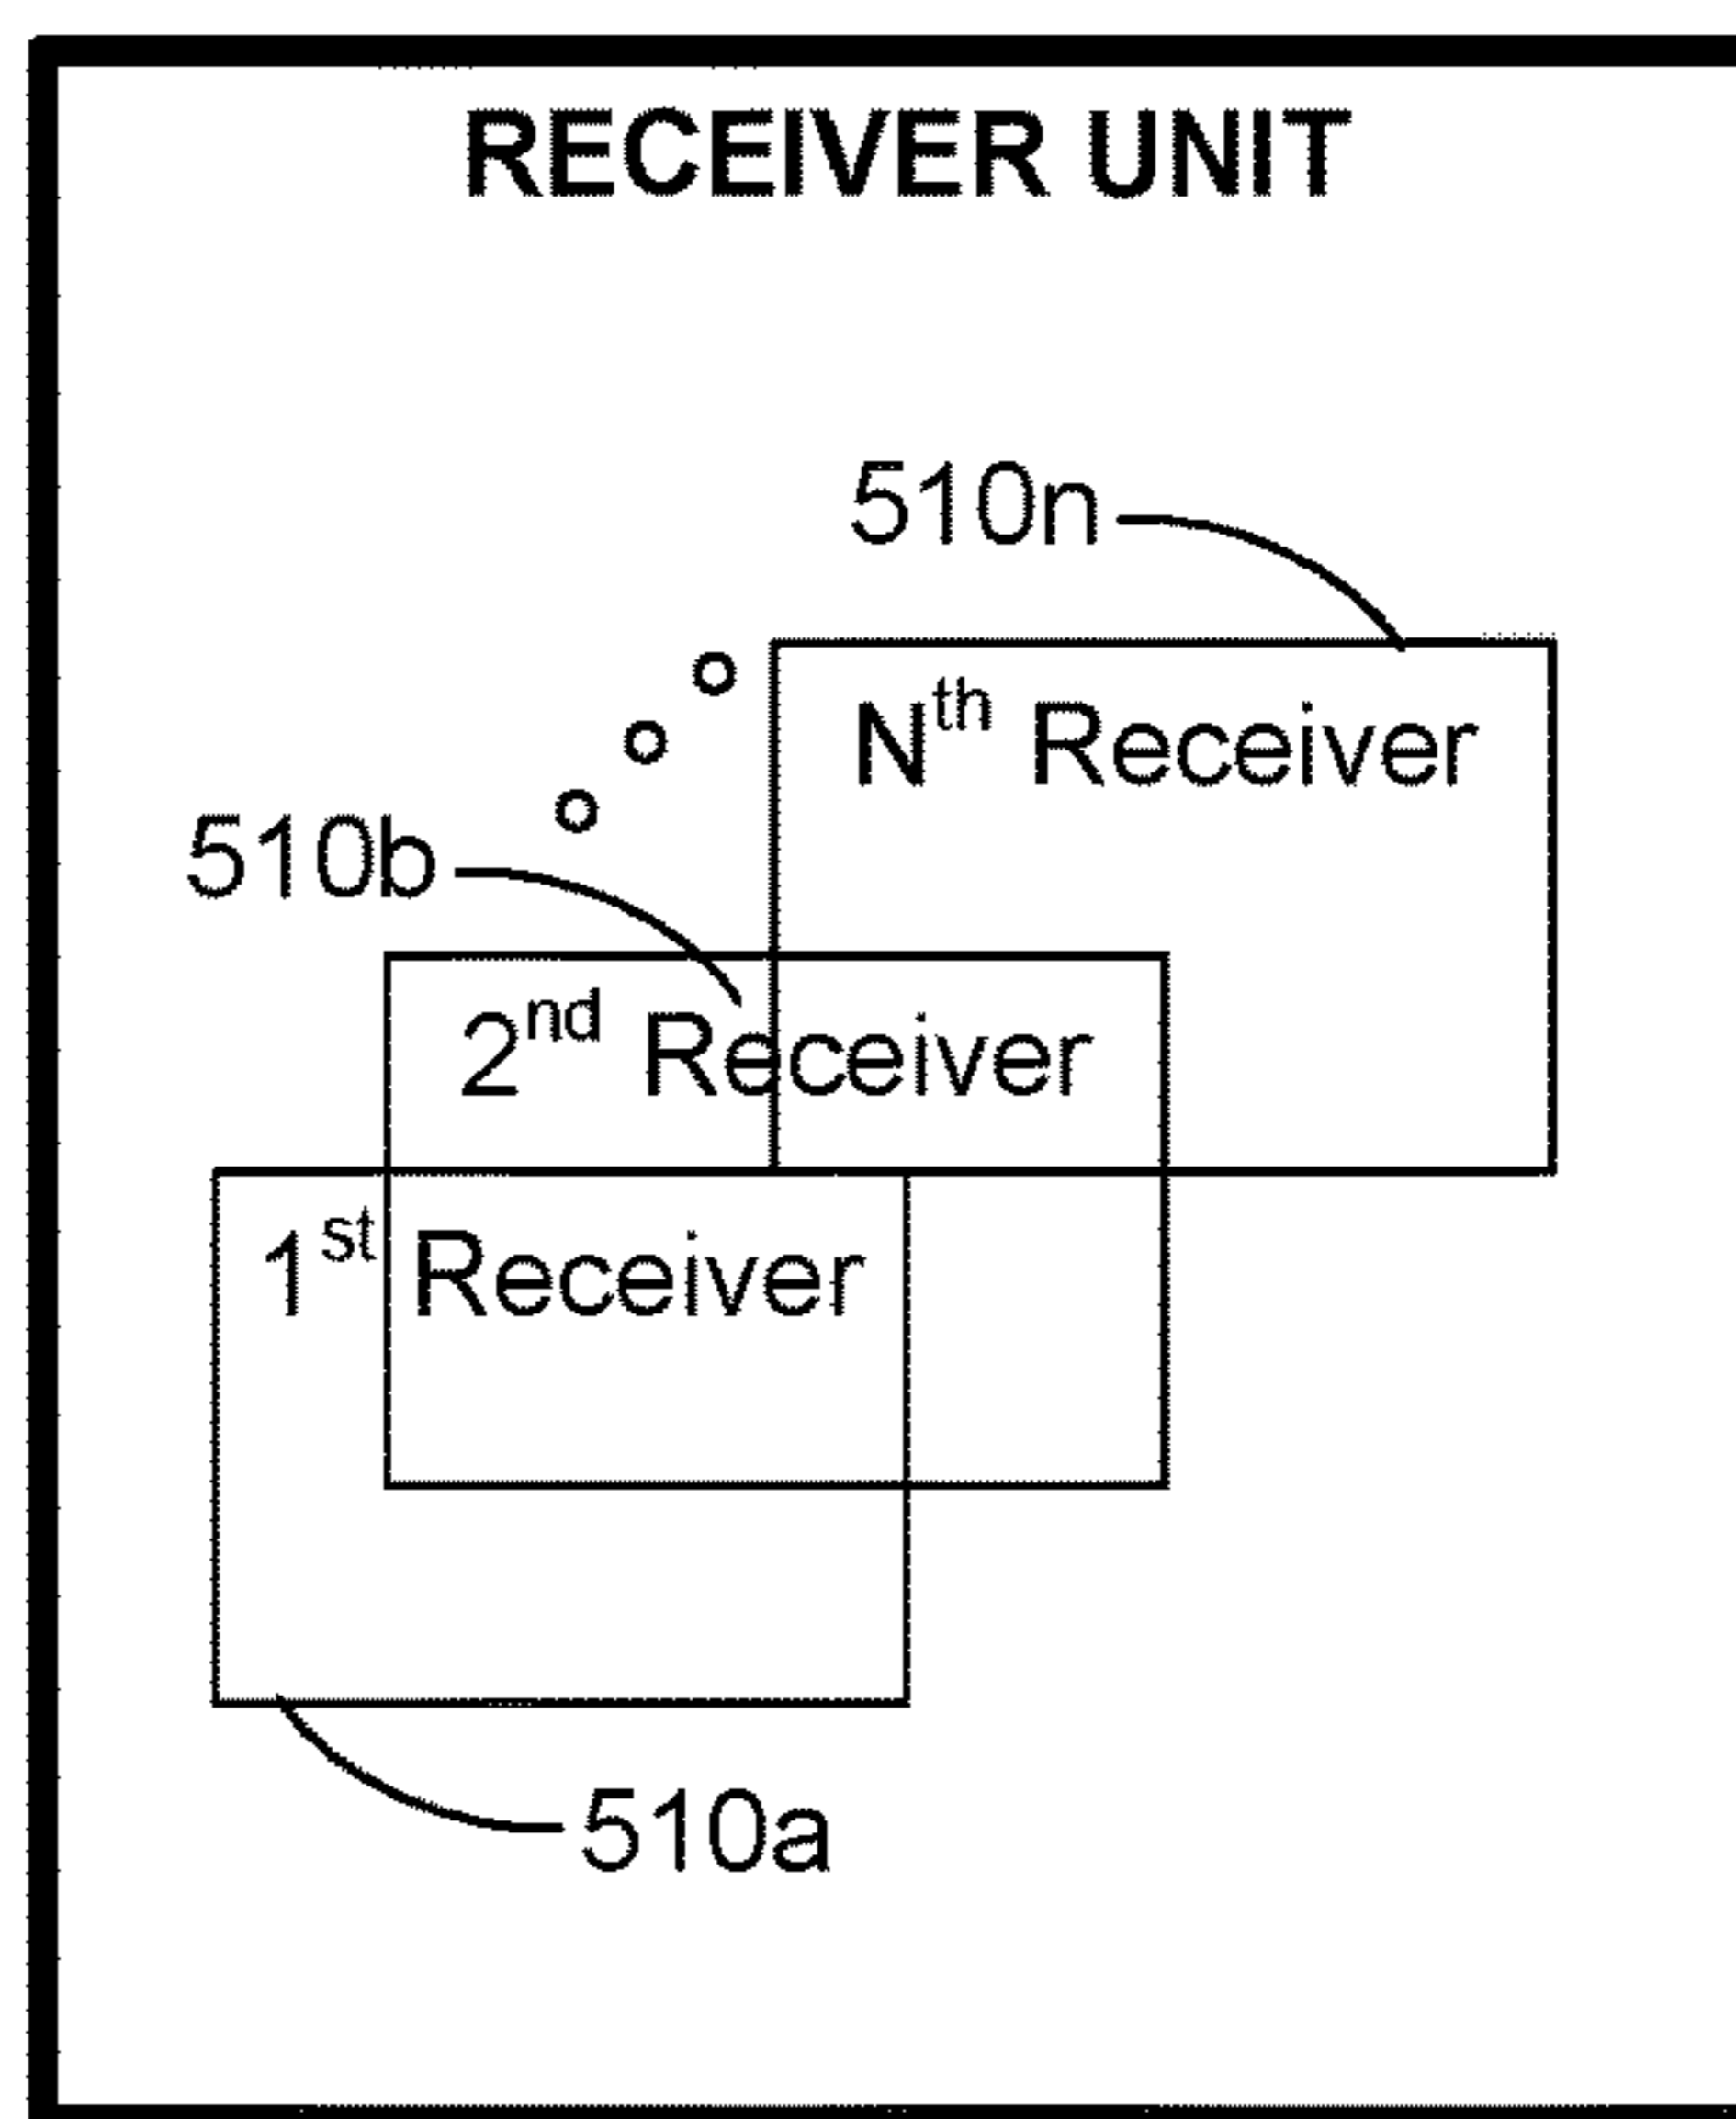 RECEIVER UNIT
510n
Nth Receiver
510b
2nd Receiver
1st Receiver
510a